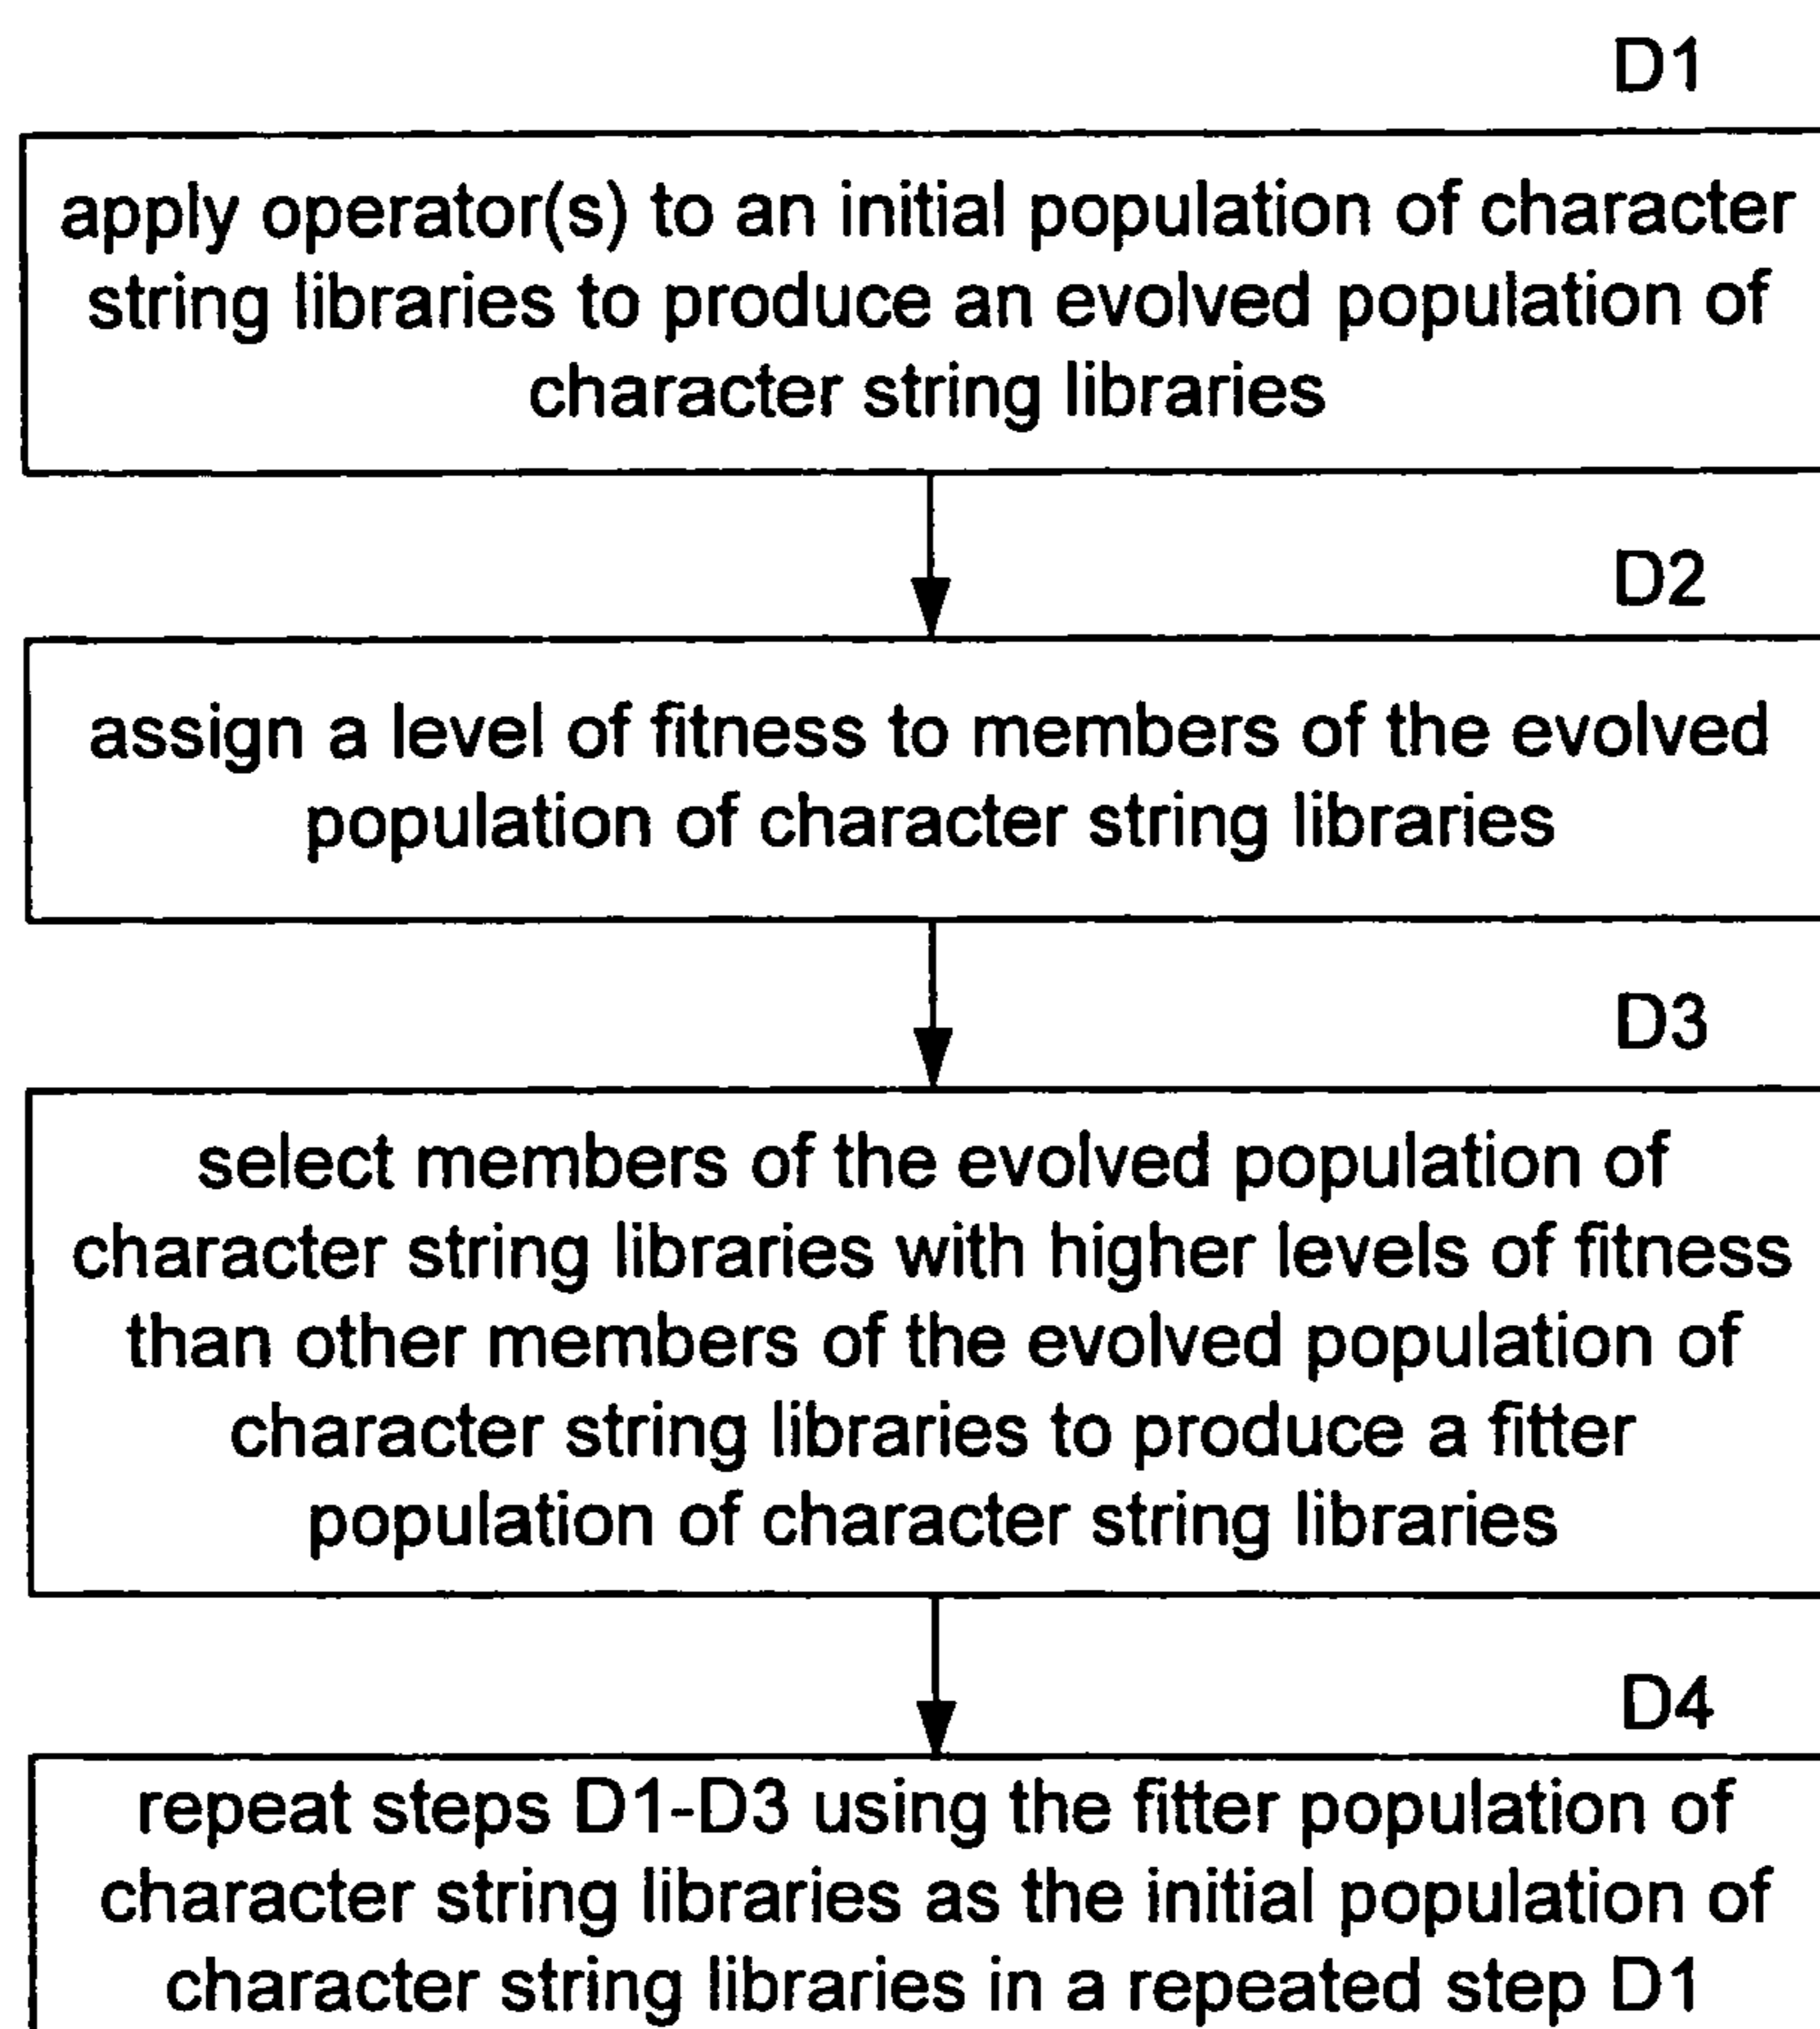 D1
apply operator(s) to an initial population of character
string libraries to produce an evolved population of
character string libraries
D2
assign a level of fitness to members of the evolved
population of character string libraries
D3
select members of the evolved population of
character string libraries with higher levels of fitness
than other members of the evolved population of
character string libraries to produce a fitter
population of character string libraries
D4
repeat steps D1-D3 using the fitter population of
character string libraries as the initial population of
character string libraries in a repeated step D1